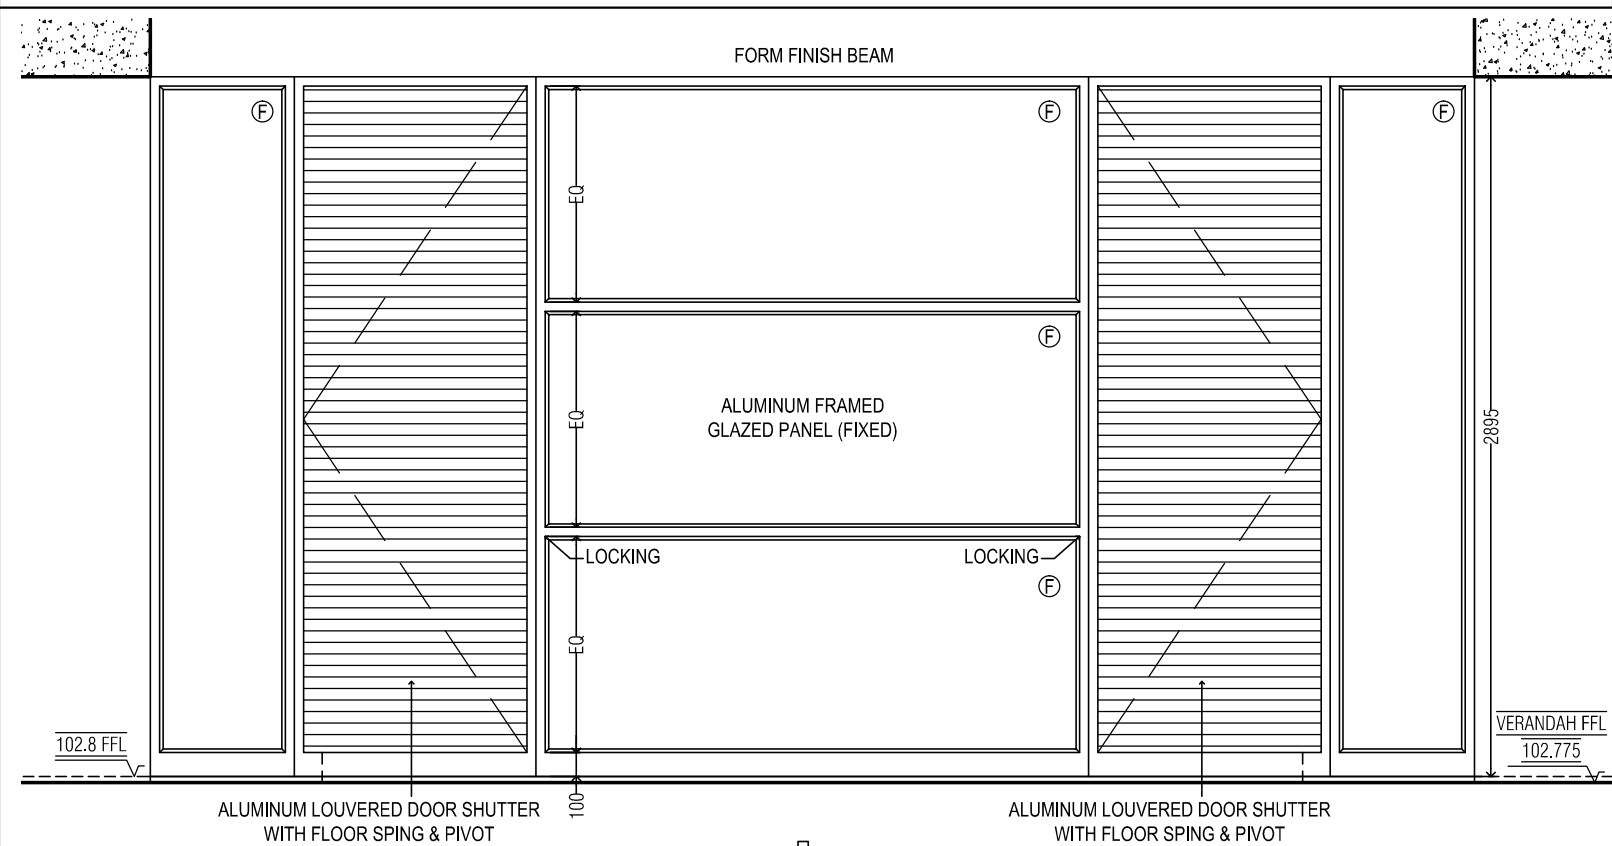 FORM FINISH BEAM
F
F
F
EQ
F
ALUMINUM FRAMED
GLAZED PANEL (FIXED)
EQ
2895
LOCKING
LOCKING
F
EQ
102.8 FFL
VERANDAH FFL
102.775
100
ALUMINUM LOUVERED DOOR SHUTTER
WITH FLOOR SPING & PIVOT
ALUMINUM LOUVERED DOOR SHUTTER
WITH FLOOR SPING & PIVOT